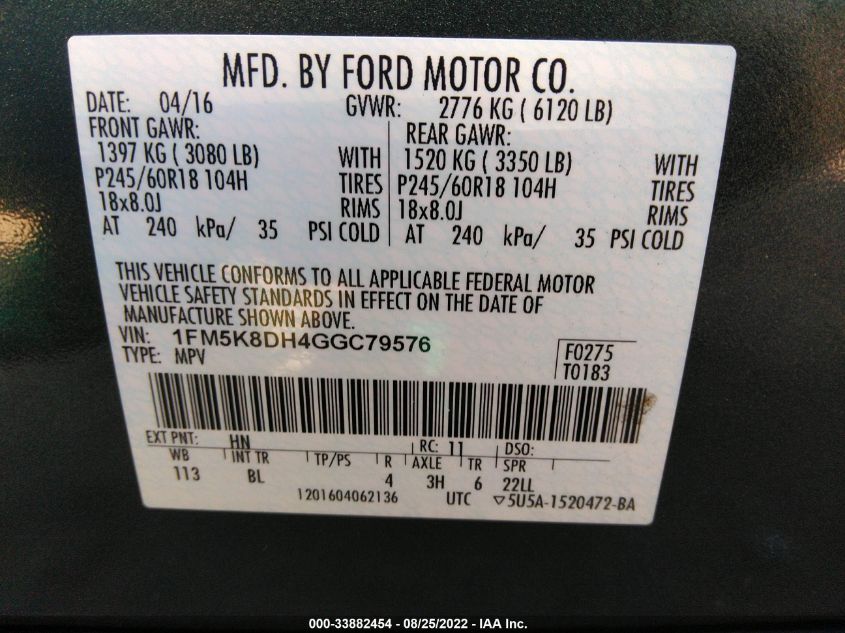 MFD. BY FORD MOTOR CO.
DATE: 04/16 GVWR: 2776 KG ( 6120 LB)
FRONT GAWR: REAR GAWR:
1397 KG ( 3080 LB) WITH 1520 KG ( 3350 LB) WITH
P245/60R18 104H TIRES P245/60R18 104H TIRES
18x8.0J RIMS 18x8.0J RIMS
AT 240 kPa/ 35 PSI COLD AT 240 kPa/ 35 PSI COLD
THIS VEHICLE CONFORMS TO ALL APPLICABLE FEDERAL MOTOR
VEHICLE SAFETY STANDARDS IN EFFECT ON THE DATE OF
MANUFACTURE SHOWN ABOVE.
VIN: 1FM5K8DH4GGC79576 F0275
TYPE: MPV T0183
EXT PNT: HN RC: 11 DSO:
WB INT TR TP/PS R AXLE TR SPR
113 BL 4 3H 6 22LL
1201604062136 UTC ▽5U5A-1520472-BA
000-33882454 - 08/25/2022 - IAA Inc.